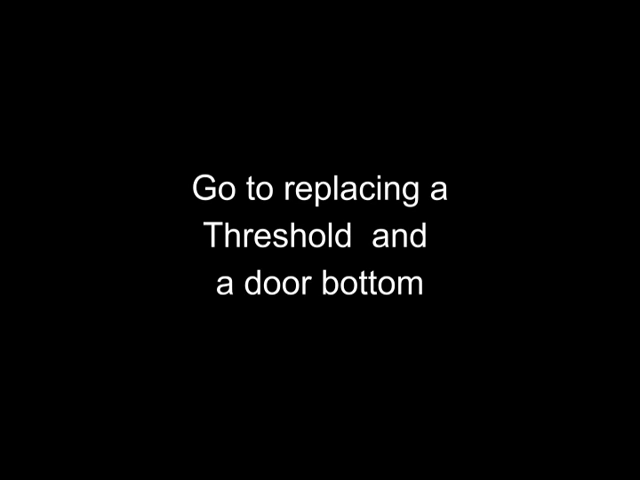 Go to replacing a
Threshold  and
a door bottom